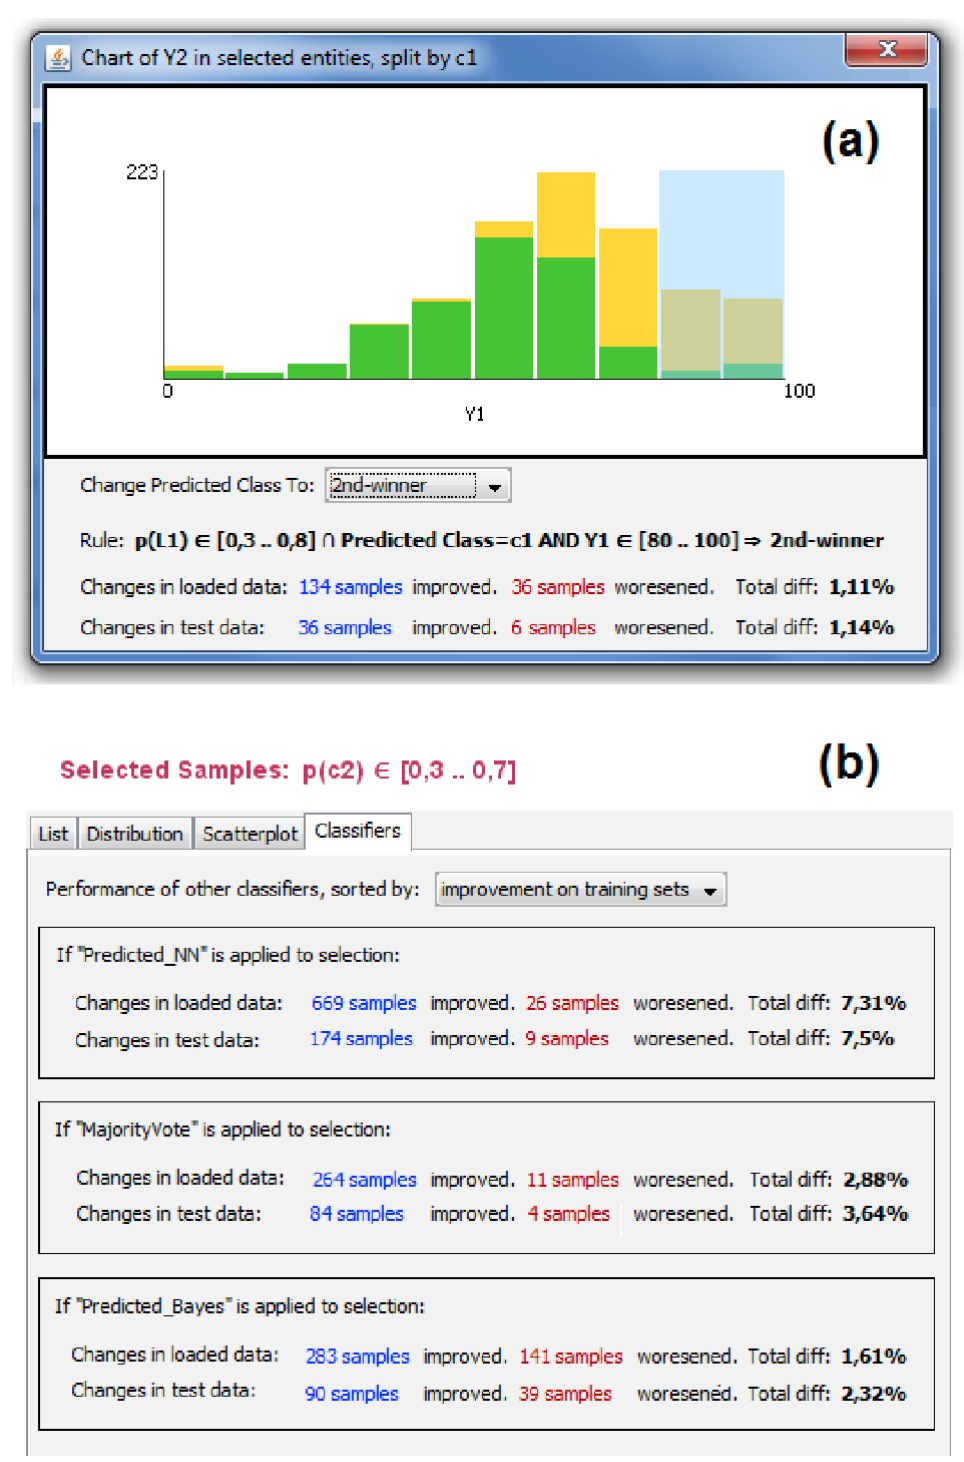 Chart of Y2 in selected entities, split by c1
x
(a)
223
0
100
Y1
Change Predicted Class To: 2nd-winner
Rule: p(L1) ∈ [0,3 .. 0,8] ∩ Predicted Class=c1 AND Y1 ∈ [80 .. 100] ⇒ 2nd-winner
Changes in loaded data: 134 samples improved. 36 samples woresened. Total diff: 1,11%
Changes in test data: 36 samples improved. 6 samples woresened. Total diff: 1,14%
(b)
Selected Samples: p(c2) ∈ [0,3 .. 0,7]
List Distribution Scatterplot Classifiers
Performance of other classifiers, sorted by: improvement on training sets
If "Predicted_NN" is applied to selection:
Changes in loaded data: 669 samples improved. 26 samples woresened. Total diff: 7,31%
Changes in test data: 174 samples improved. 9 samples woresened. Total diff: 7,5%
If "MajorityVote" is applied to selection:
Changes in loaded data: 264 samples improved. 11 samples woresened. Total diff: 2,88%
Changes in test data: 84 samples improved. 4 samples woresened. Total diff: 3,64%
If "Predicted_Bayes" is applied to selection:
Changes in loaded data: 283 samples improved. 141 samples woresened. Total diff: 1,61%
Changes in test data: 90 samples improved. 39 samples woresened. Total diff: 2,32%